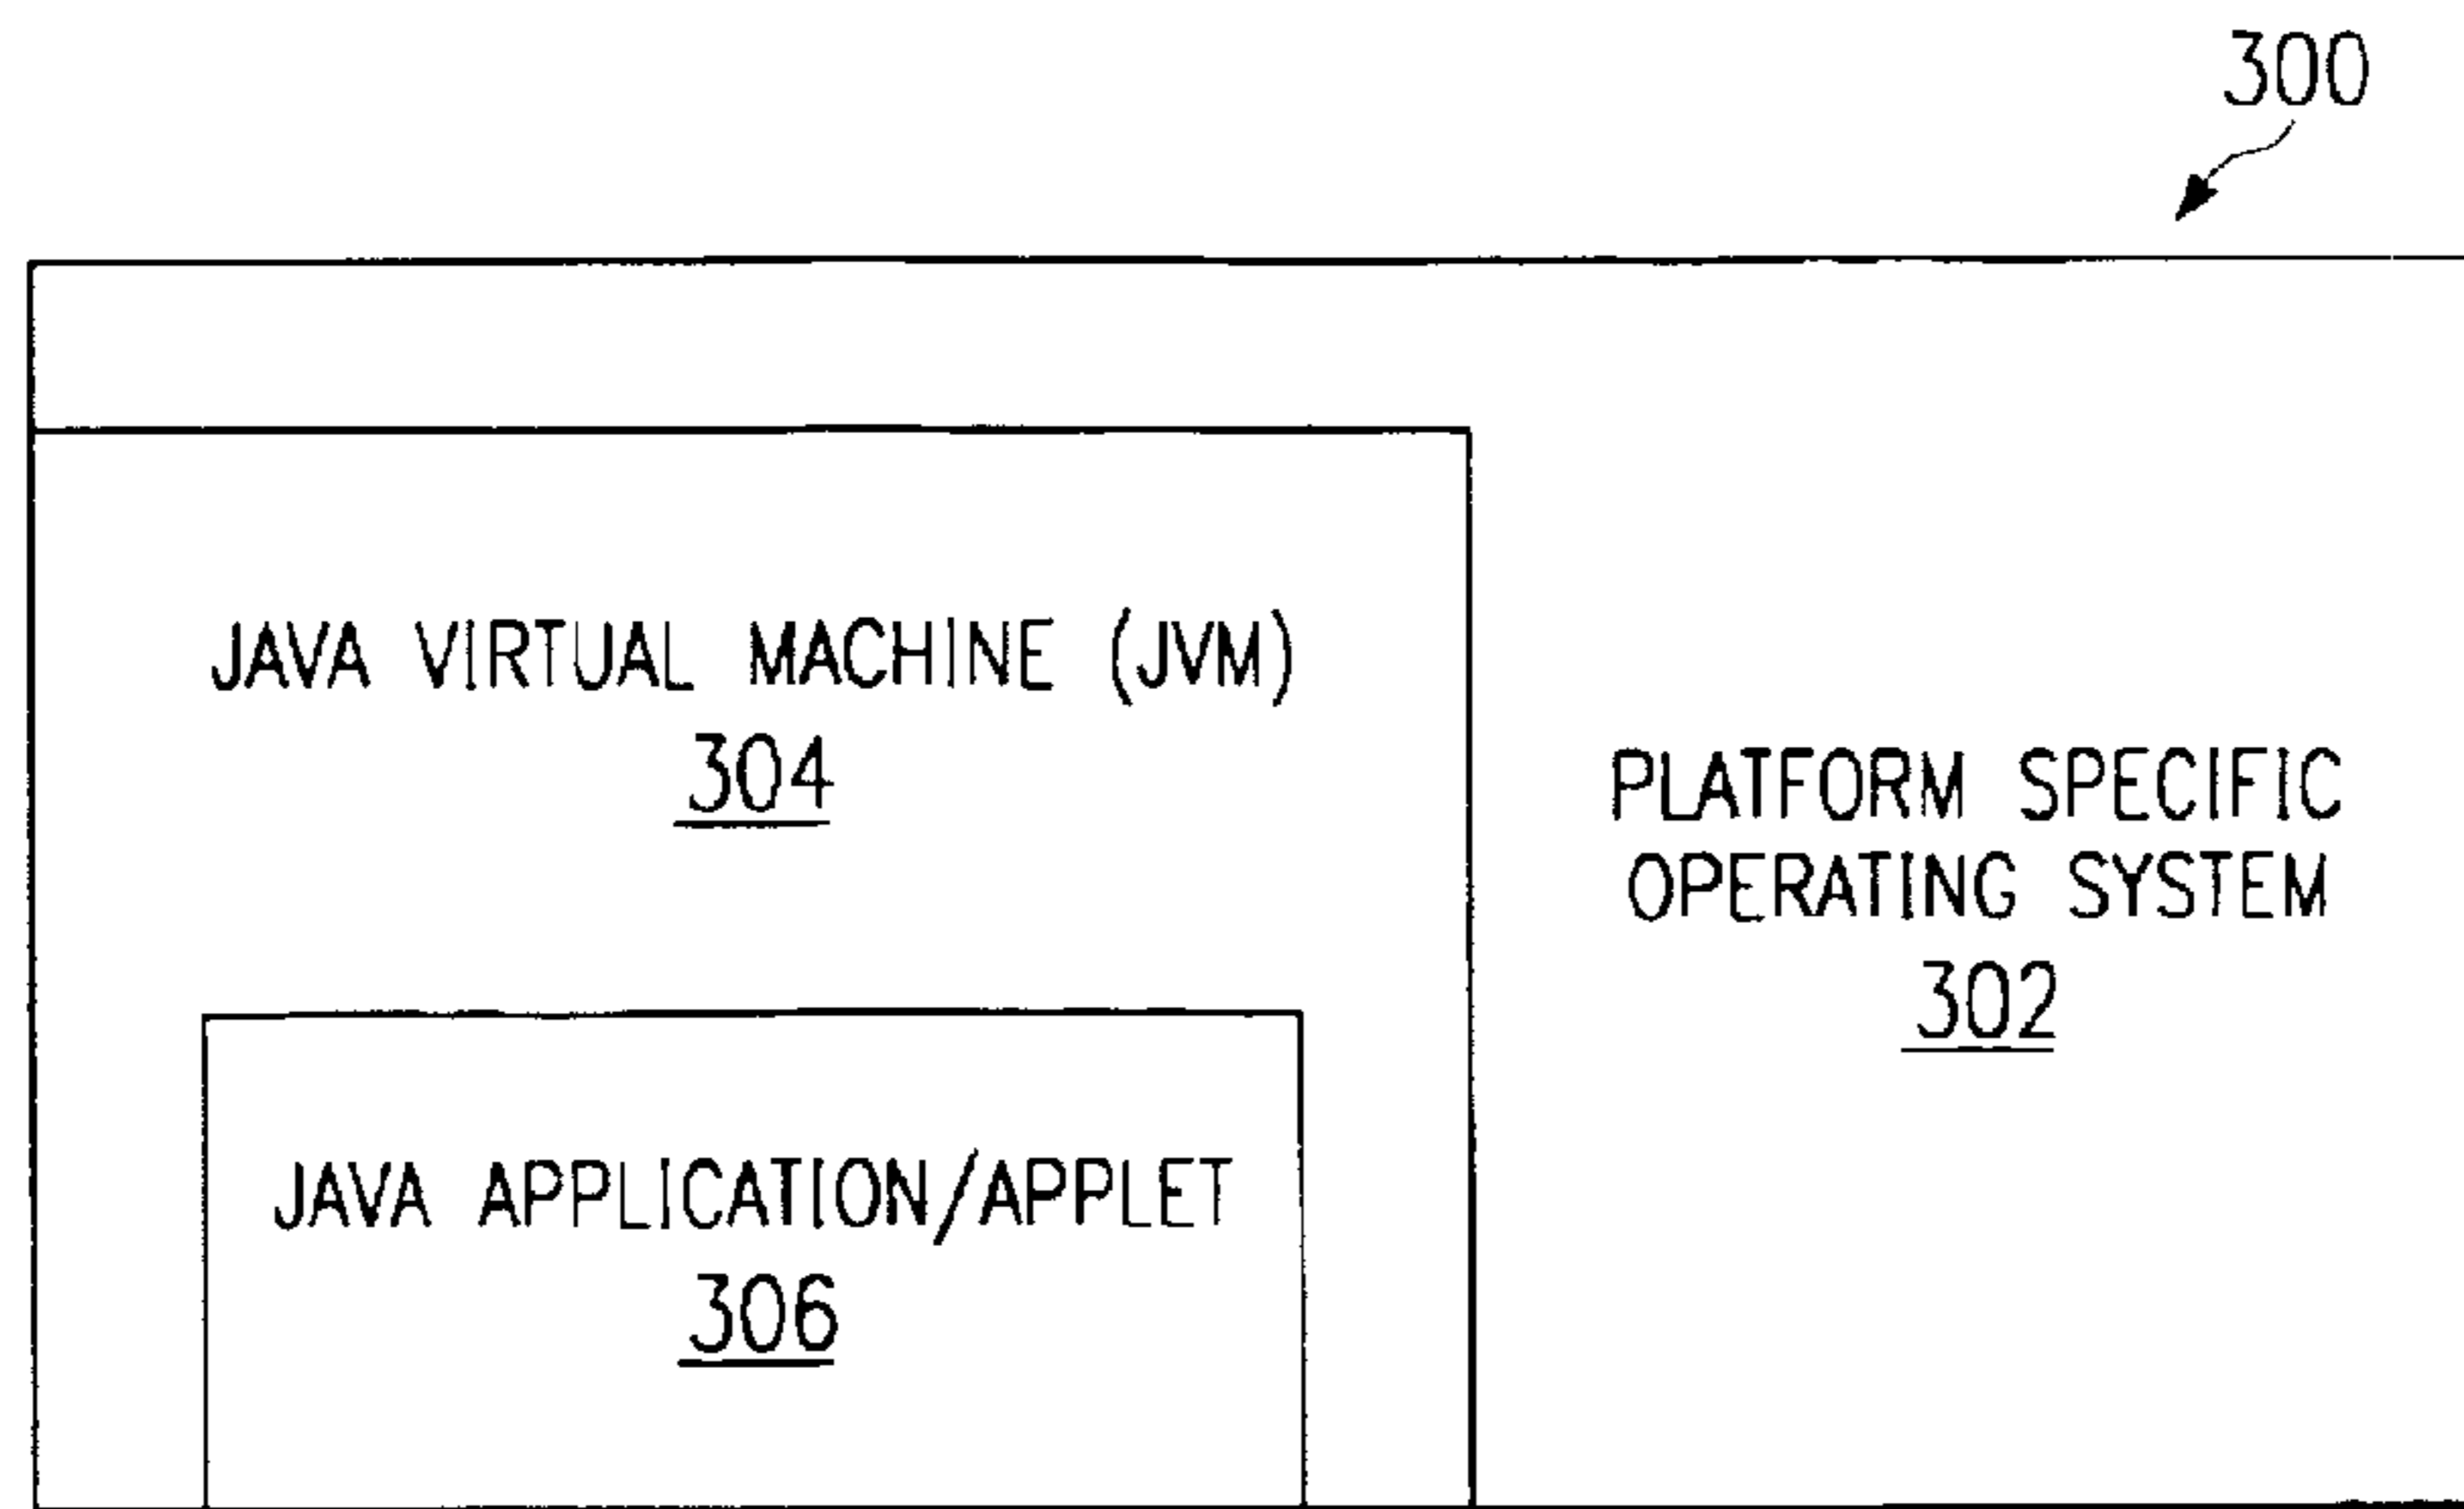 300
JAVA VIRTUAL MACHINE (JVM)
304
PLATFORM SPECIFIC
OPERATING SYSTEM
302
JAVA APPLICATION/APPLET
306